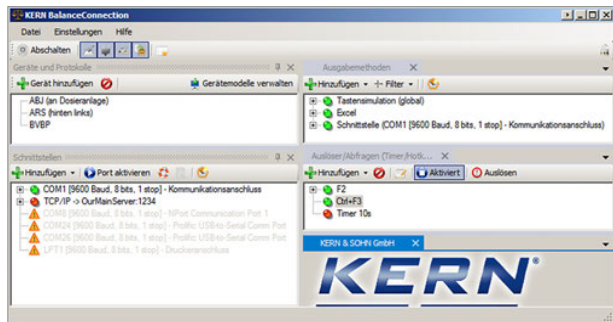 KERN BalanceConnection
Datei Einstellungen Hilfe
Abschalten
Geräte und Protokolle
Gerät hinzufügen Gerätemodelle verwalten
ABJ (an Dosieranlage)
ARS (hinten links)
BVBP
Ausgabemethoden
Hinzufügen Filter
Tastensimulation (global)
Excel
Schnittstelle (COM1 [9600 Baud, 8 bits, 1 stop] - Kommunikationsanschluss)
Schnittstellen
Hinzufügen Port aktivieren
COM1 [9600 Baud, 8 bits, 1 stop] - Kommunikationsanschluss
TCP/IP -> OurMainServer:1234
COM8 [9600 Baud, 8 bits, 1 stop] - NPort Communication Port 1
COM24 [9600 Baud, 8 bits, 1 stop] - Prolific USB-to-Serial Comm Port
COM26 [9600 Baud, 8 bits, 1 stop] - Prolific USB-to-Serial Comm Port
LPT1 [9600 Baud, 8 bits, 1 stop] - Druckeranschluss
Auslöser/Abfragen (Timer/Hotk...
Hinzufügen Aktiviert Auslösen
F2
Ctrl+F3
Timer 10s
KERN & SOHN GmbH
KERN